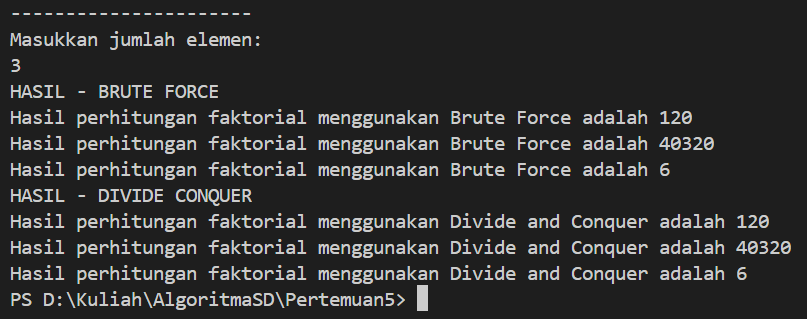 ----------------------
Masukkan jumlah elemen:
3
HASIL - BRUTE FORCE
Hasil perhitungan faktorial menggunakan Brute Force adalah 120
Hasil perhitungan faktorial menggunakan Brute Force adalah 40320
Hasil perhitungan faktorial menggunakan Brute Force adalah 6
HASIL - DIVIDE CONQUER
Hasil perhitungan faktorial menggunakan Divide and Conquer adalah 120
Hasil perhitungan faktorial menggunakan Divide and Conquer adalah 40320
Hasil perhitungan faktorial menggunakan Divide and Conquer adalah 6
PS D:\Kuliah\AlgoritmaSD\Pertemuan5>